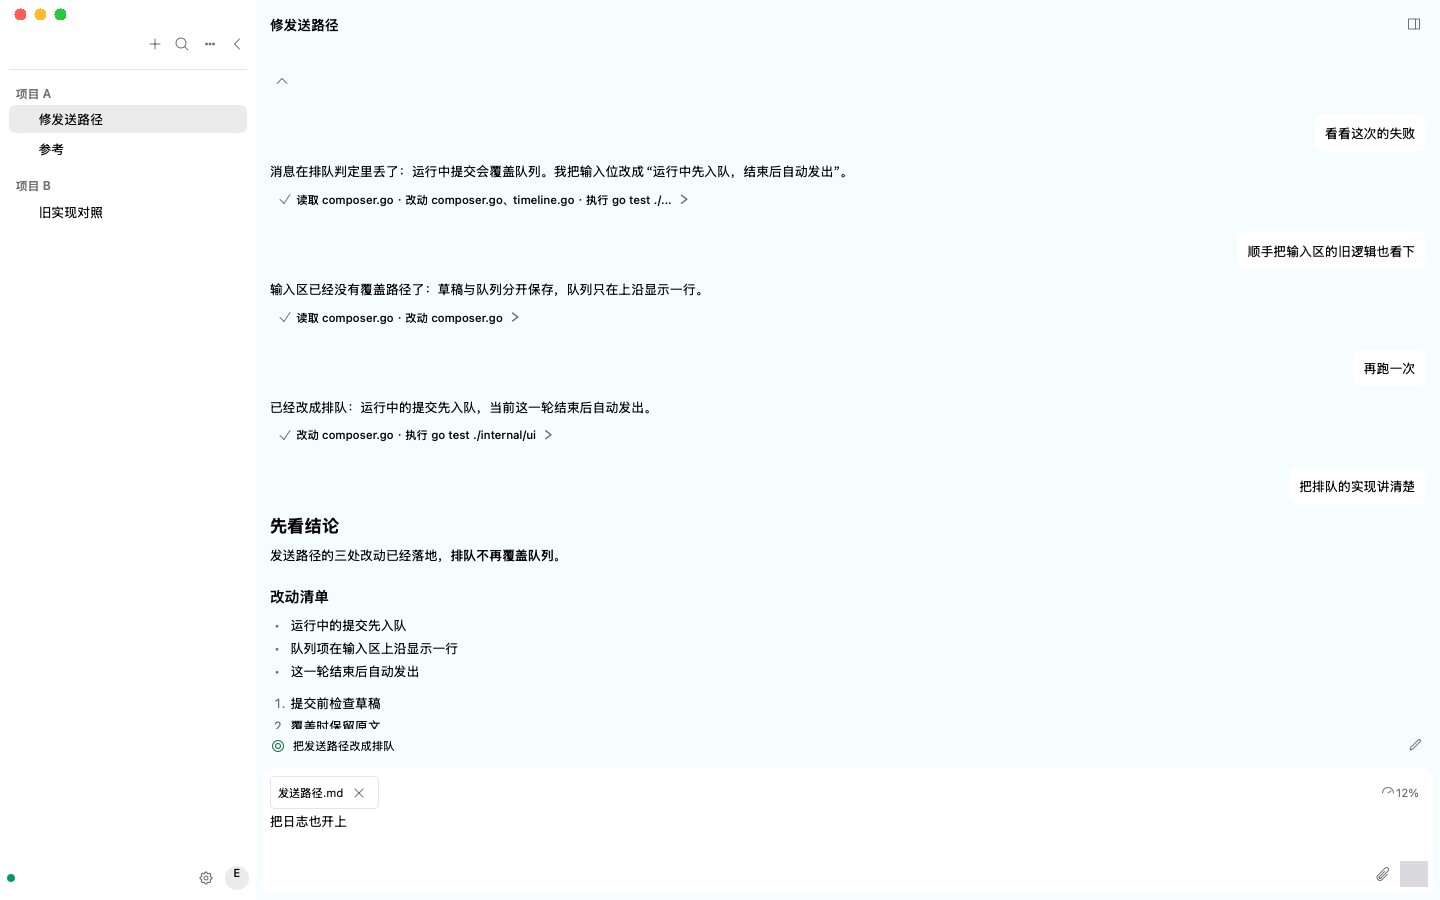 项目 A
修发送路径
参考
项目 B
旧实现对照
E
修发送路径
看看这次的失败
消息在排队判定里丢了：运行中提交会覆盖队列。我把输入位改成“运行中先入队，结束后自动发出”。
读取 composer.go · 改动 composer.go、timeline.go · 执行 go test ./...
顺手把输入区的旧逻辑也看下
输入区已经没有覆盖路径了：草稿与队列分开保存，队列只在上沿显示一行。
读取 composer.go · 改动 composer.go
再跑一次
已经改成排队：运行中的提交先入队，当前这一轮结束后自动发出。
改动 composer.go · 执行 go test ./internal/ui
把排队的实现讲清楚
先看结论
发送路径的三处改动已经落地，排队不再覆盖队列。
改动清单
• 运行中的提交先入队
• 队列项在输入区上沿显示一行
• 这一轮结束后自动发出
1. 提交前检查草稿
2. 覆盖时保留原文
把发送路径改成排队
发送路径.md
12%
把日志也开上